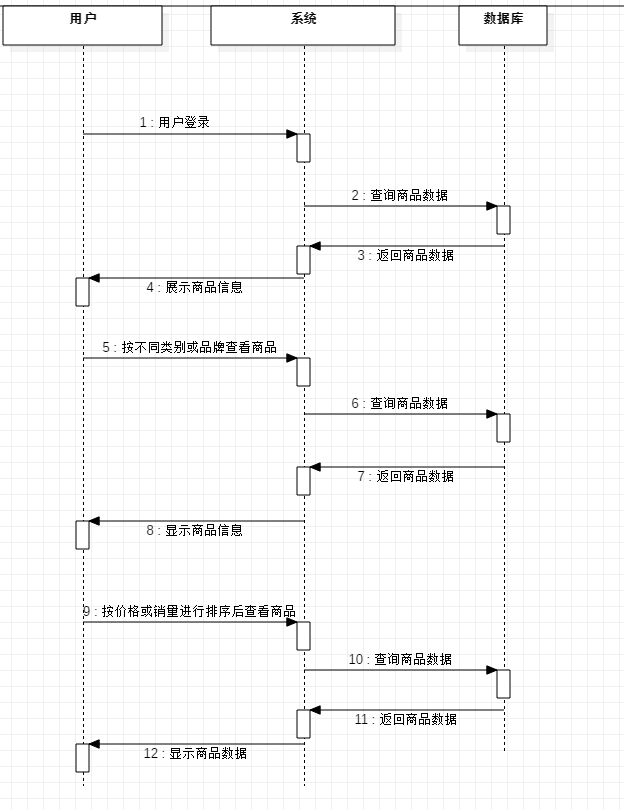 用户
系统
数据库
1 : 用户登录
2 : 查询商品数据
3 : 返回商品数据
4 : 展示商品信息
5 : 按不同类别或品牌查看商品
6 : 查询商品数据
7 : 返回商品数据
8 : 显示商品信息
9 : 按价格或销量进行排序后查看商品
10 : 查询商品数据
11 : 返回商品数据
12 : 显示商品数据